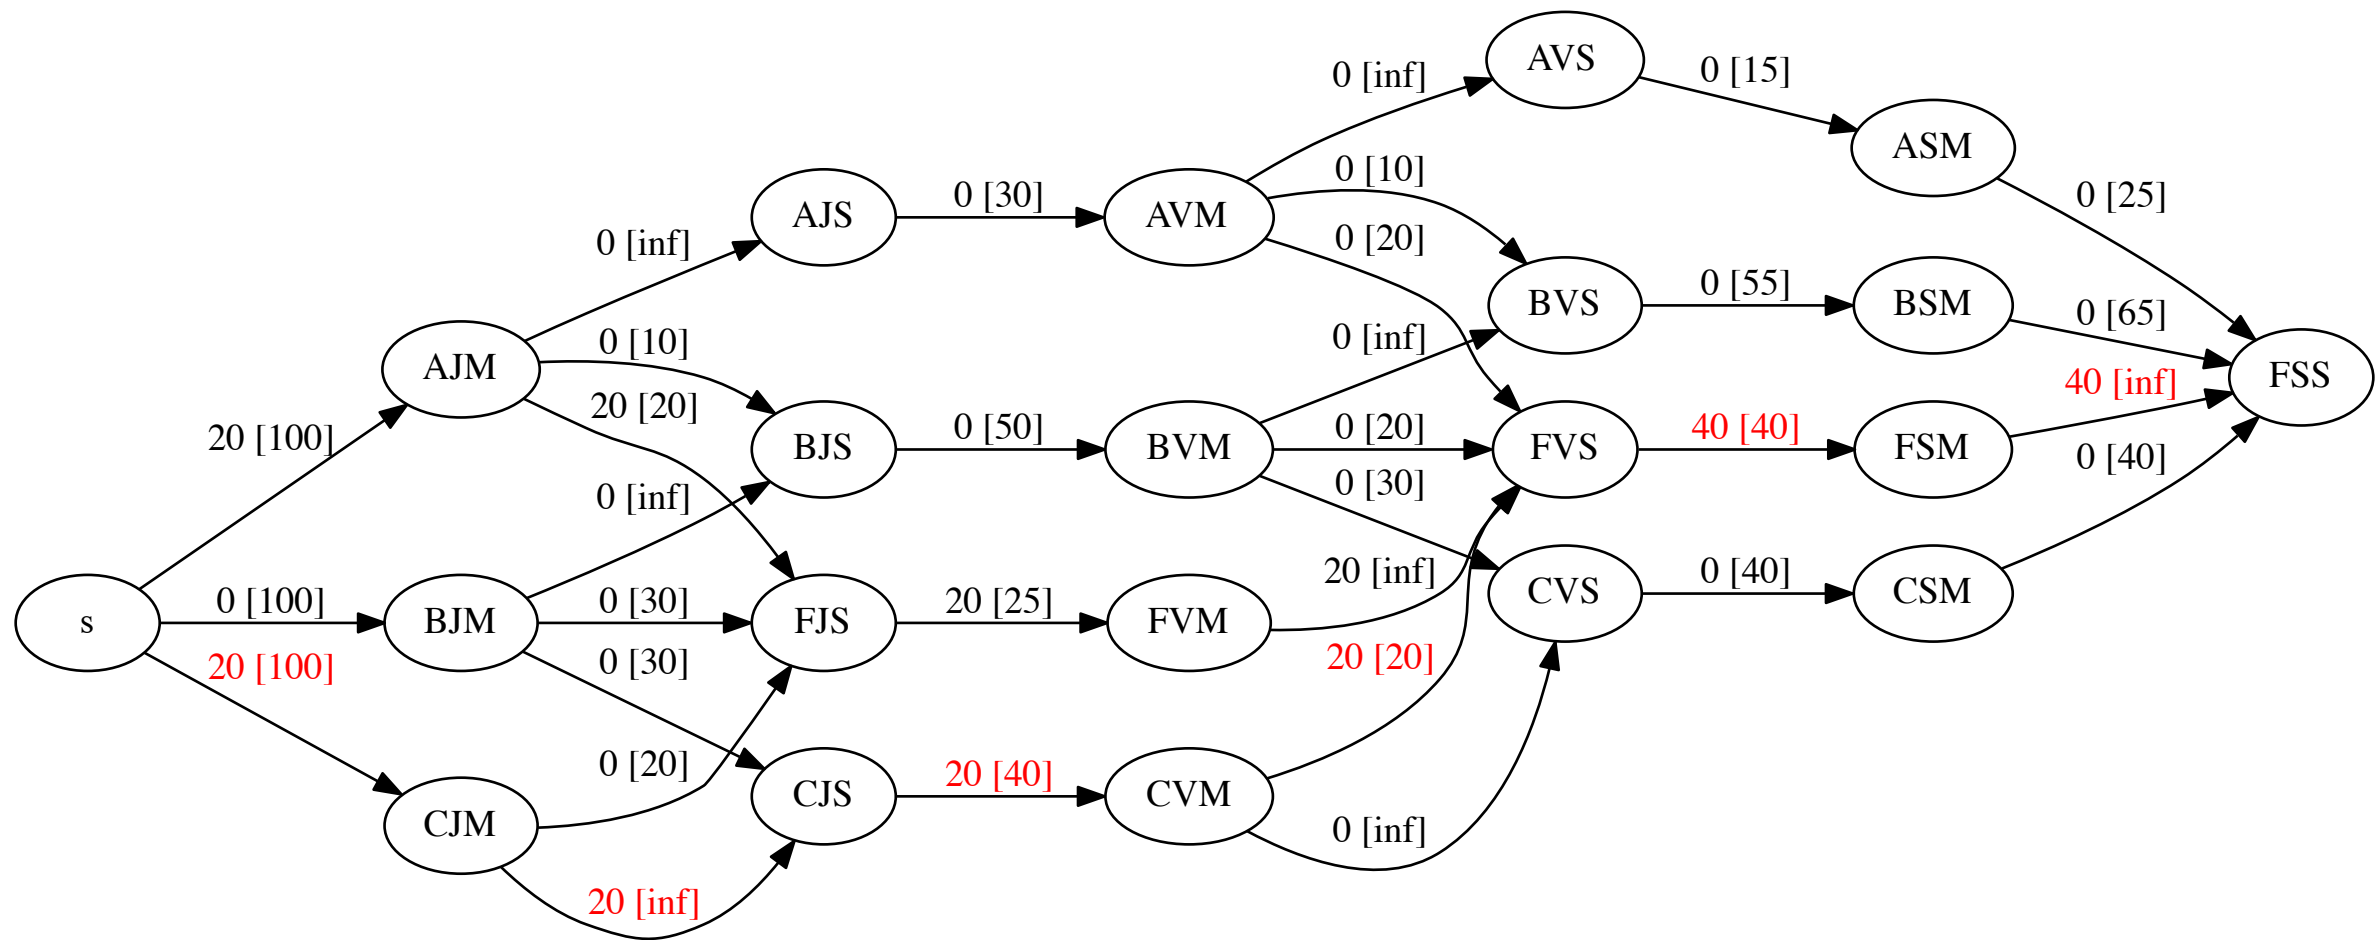 AVS
0 [inf]
0 [15]
ASM
0 [10]
0 [25]
AJS
0 [30]
AVM
0 [inf]
0 [20]
BVS
0 [55]
BSM
0 [65]
0 [10]
0 [inf]
AJM
FSS
40 [inf]
20 [20]
20 [100]
BJS
0 [50]
BVM
0 [20]
FVS
40 [40]
FSM
0 [40]
0 [inf]
0 [30]
0 [100]
0 [30]
20 [25]
20 [inf]
0 [40]
s
BJM
FJS
FVM
CVS
CSM
20 [100]
0 [30]
20 [20]
0 [20]
CJM
CJS
20 [40]
CVM
0 [inf]
20 [inf]